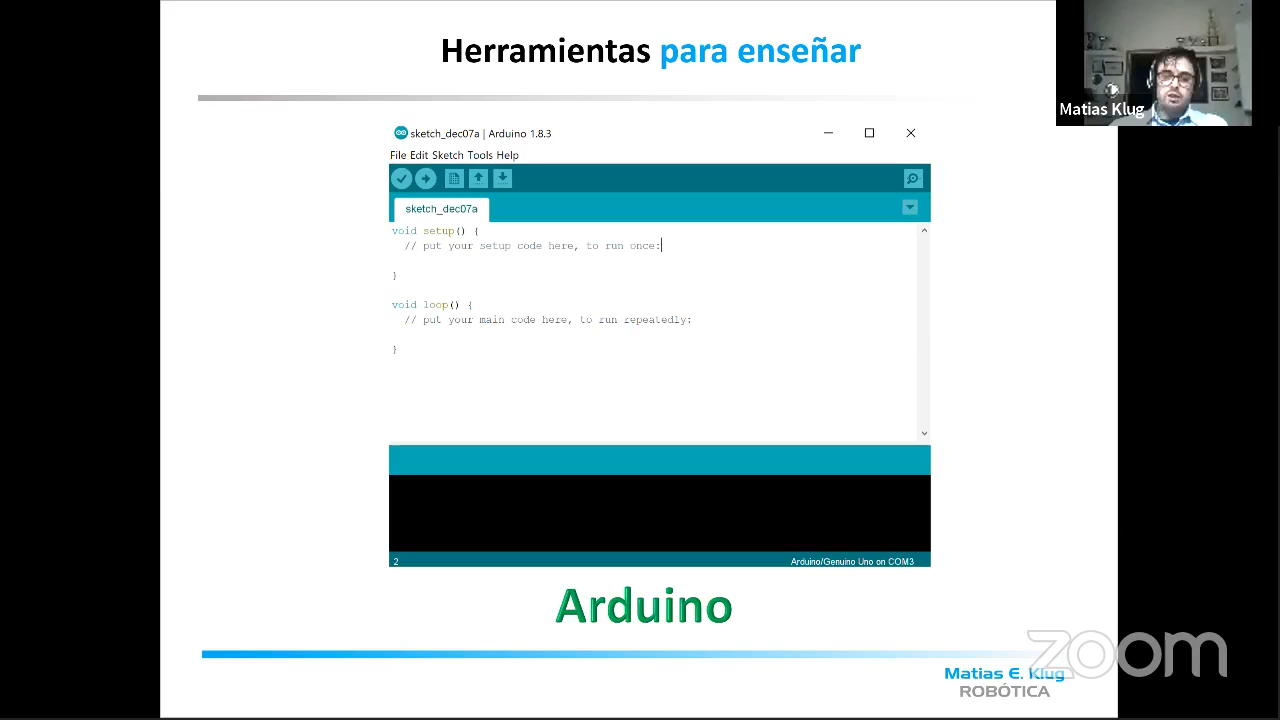 Herramientas para enseñar
Matias Klug
sketch_dec07a | Arduino 1.8.3
File Edit Sketch Tools Help
sketch_dec07a
void setup() {
// put your setup code here, to run once:
}
void loop() {
// put your main code here, to run repeatedly:
}
2
Arduino/Genuino Uno on COM3
Arduino
zoom
Matias E. Klug
ROBÓTICA